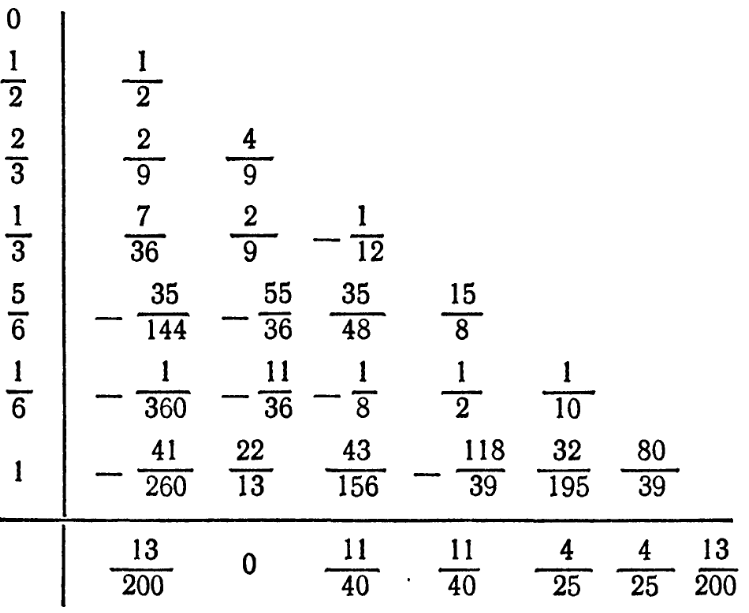 0
1/2 1/2
2/3 2/9 4/9
1/3 7/36 2/9 − 1/12
5/6 − 35/144 − 55/36 35/48 15/8
1/6 − 1/360 − 11/36 − 1/8 1/2 1/10
1 − 41/260 22/13 43/156 − 118/39 32/195 80/39
13/200 0 11/40 11/40 4/25 4/25 13/200